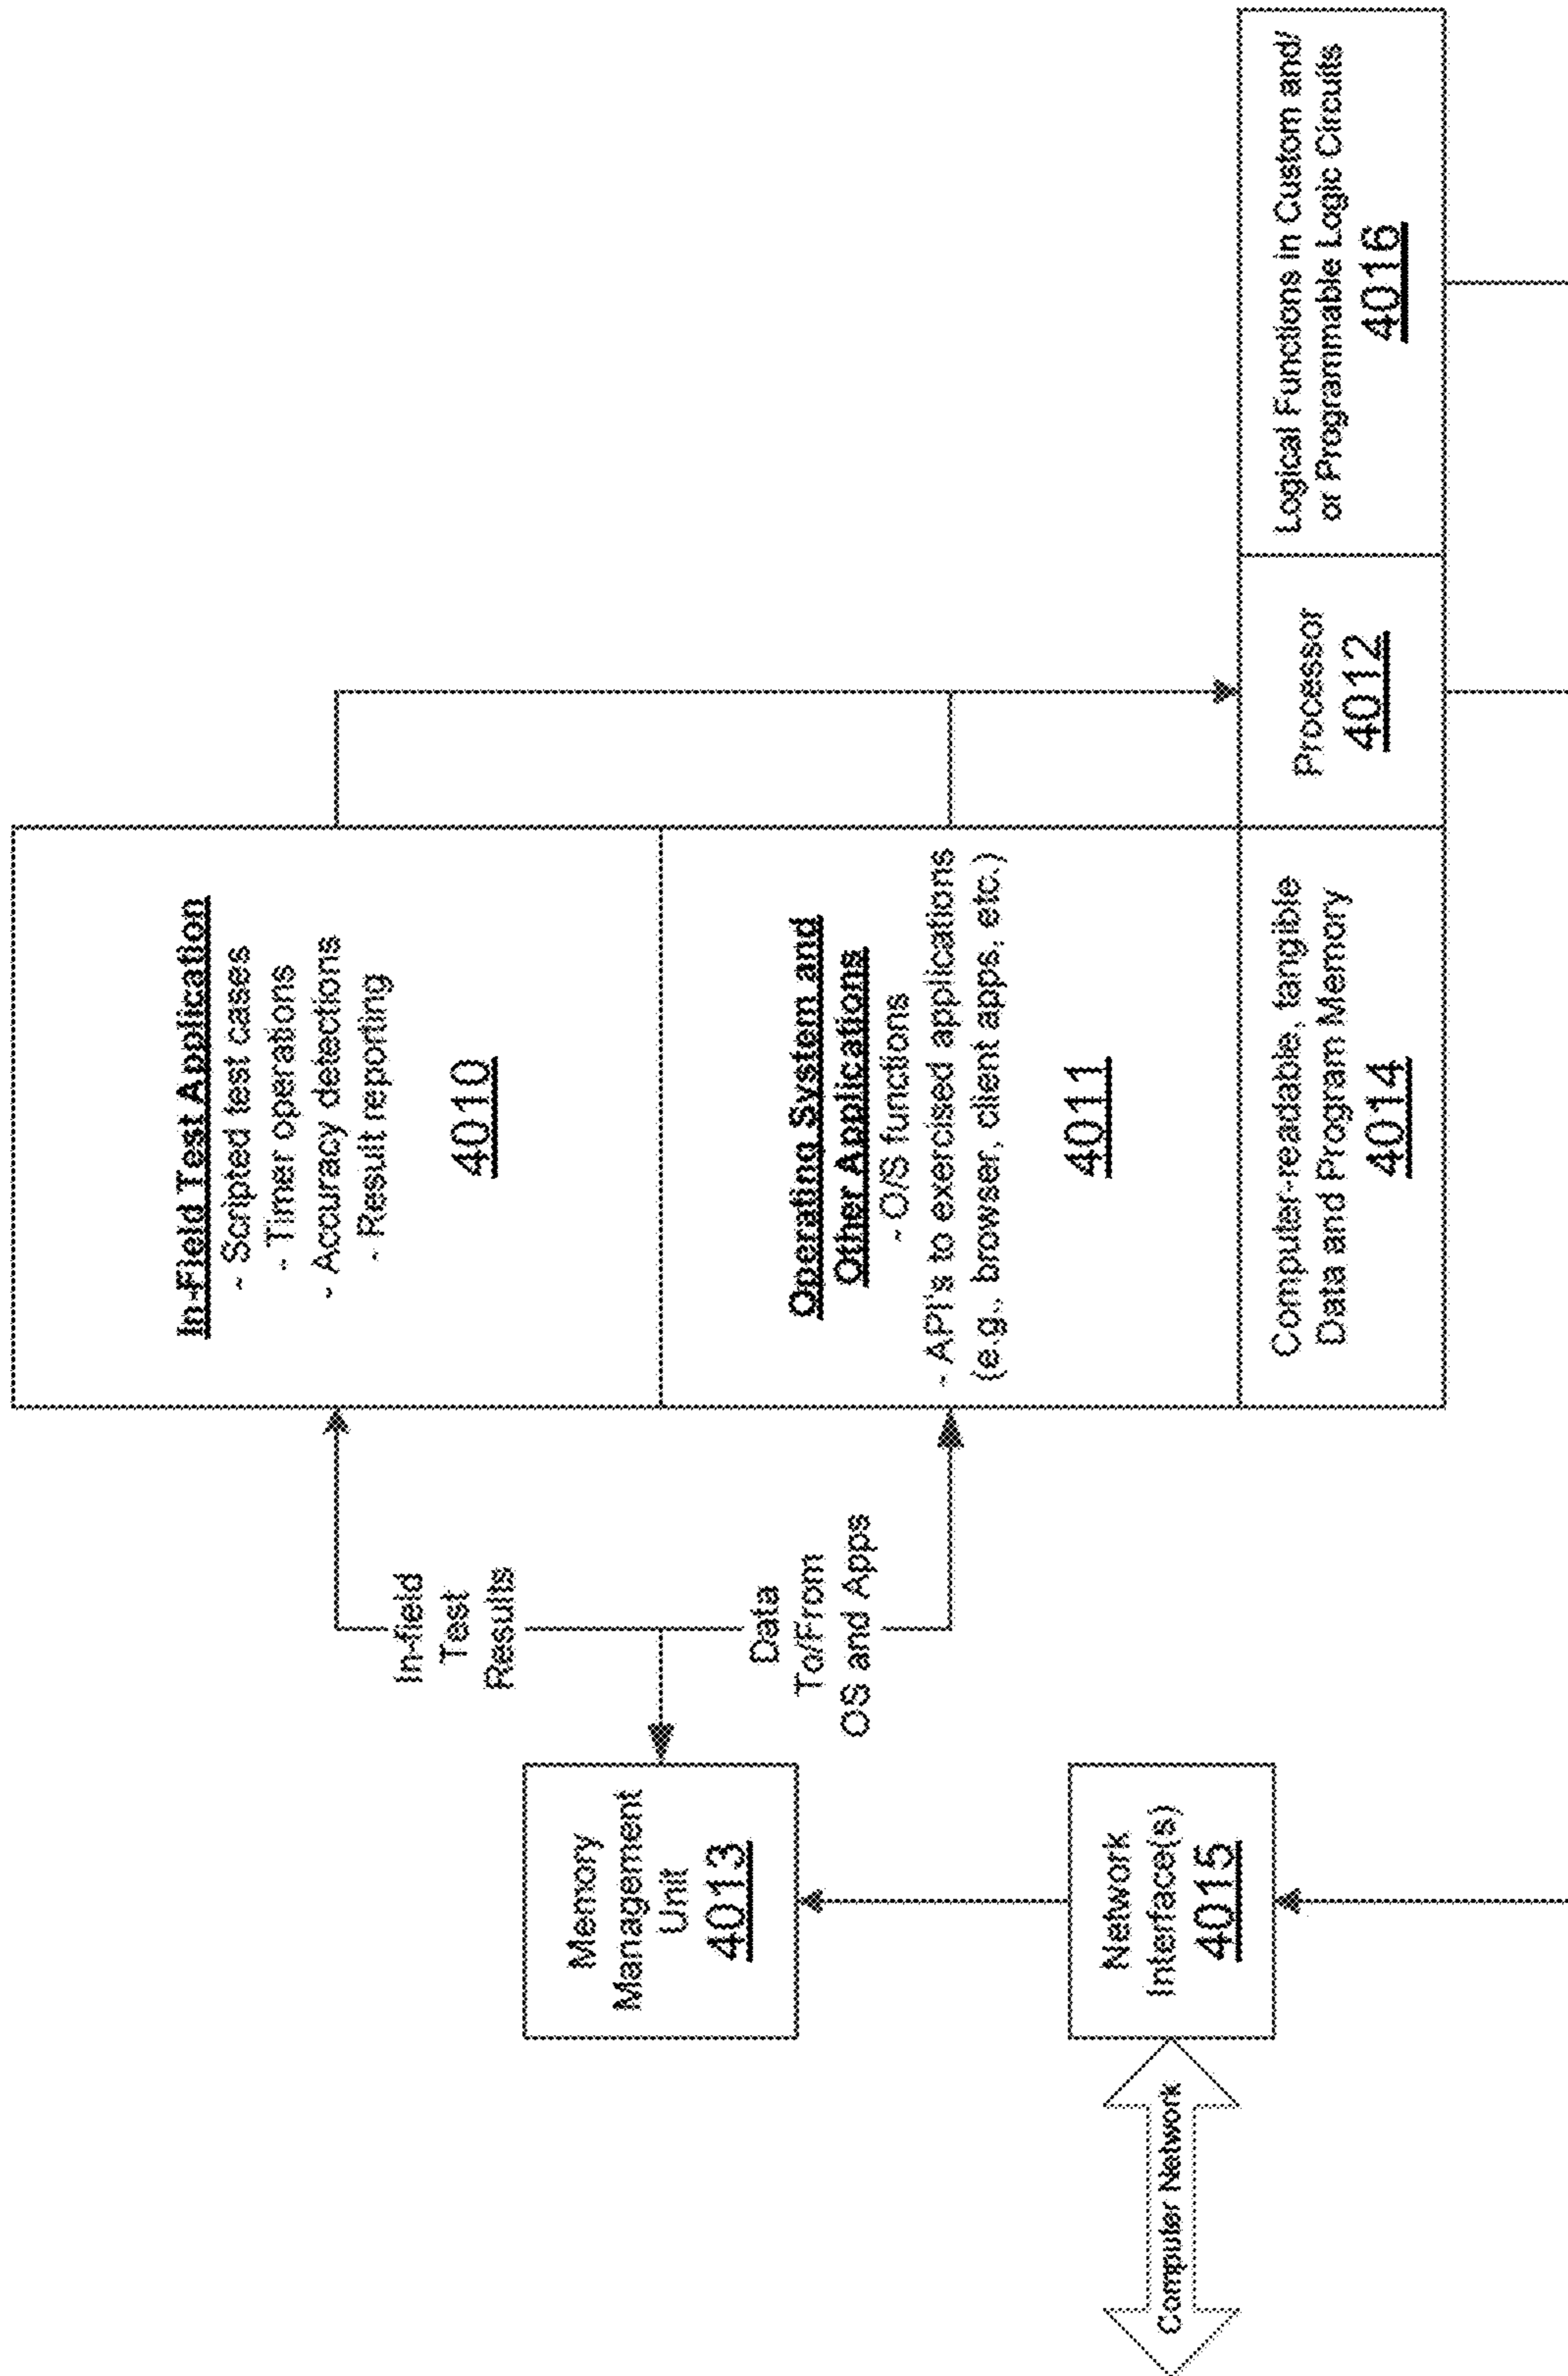 In-Field Test Application
- Scripted test cases
- Timer operations
- Accuracy detections
- Result reporting
4010
Operating System and
Other Applications
- O/S functions
- API's to exercised applications
(e.g., browser, client apps, etc.)
4011
Computer-readable, tangible
Data and Program Memory
4014
Processor
4012
Logical Functions in Custom and/
or Programmable Logic Circuits
4016
In-field
Test
Results
Data
To/From
OS and Apps
Memory
Management
Unit
4013
Network
Interface(s)
4015
Computer Network